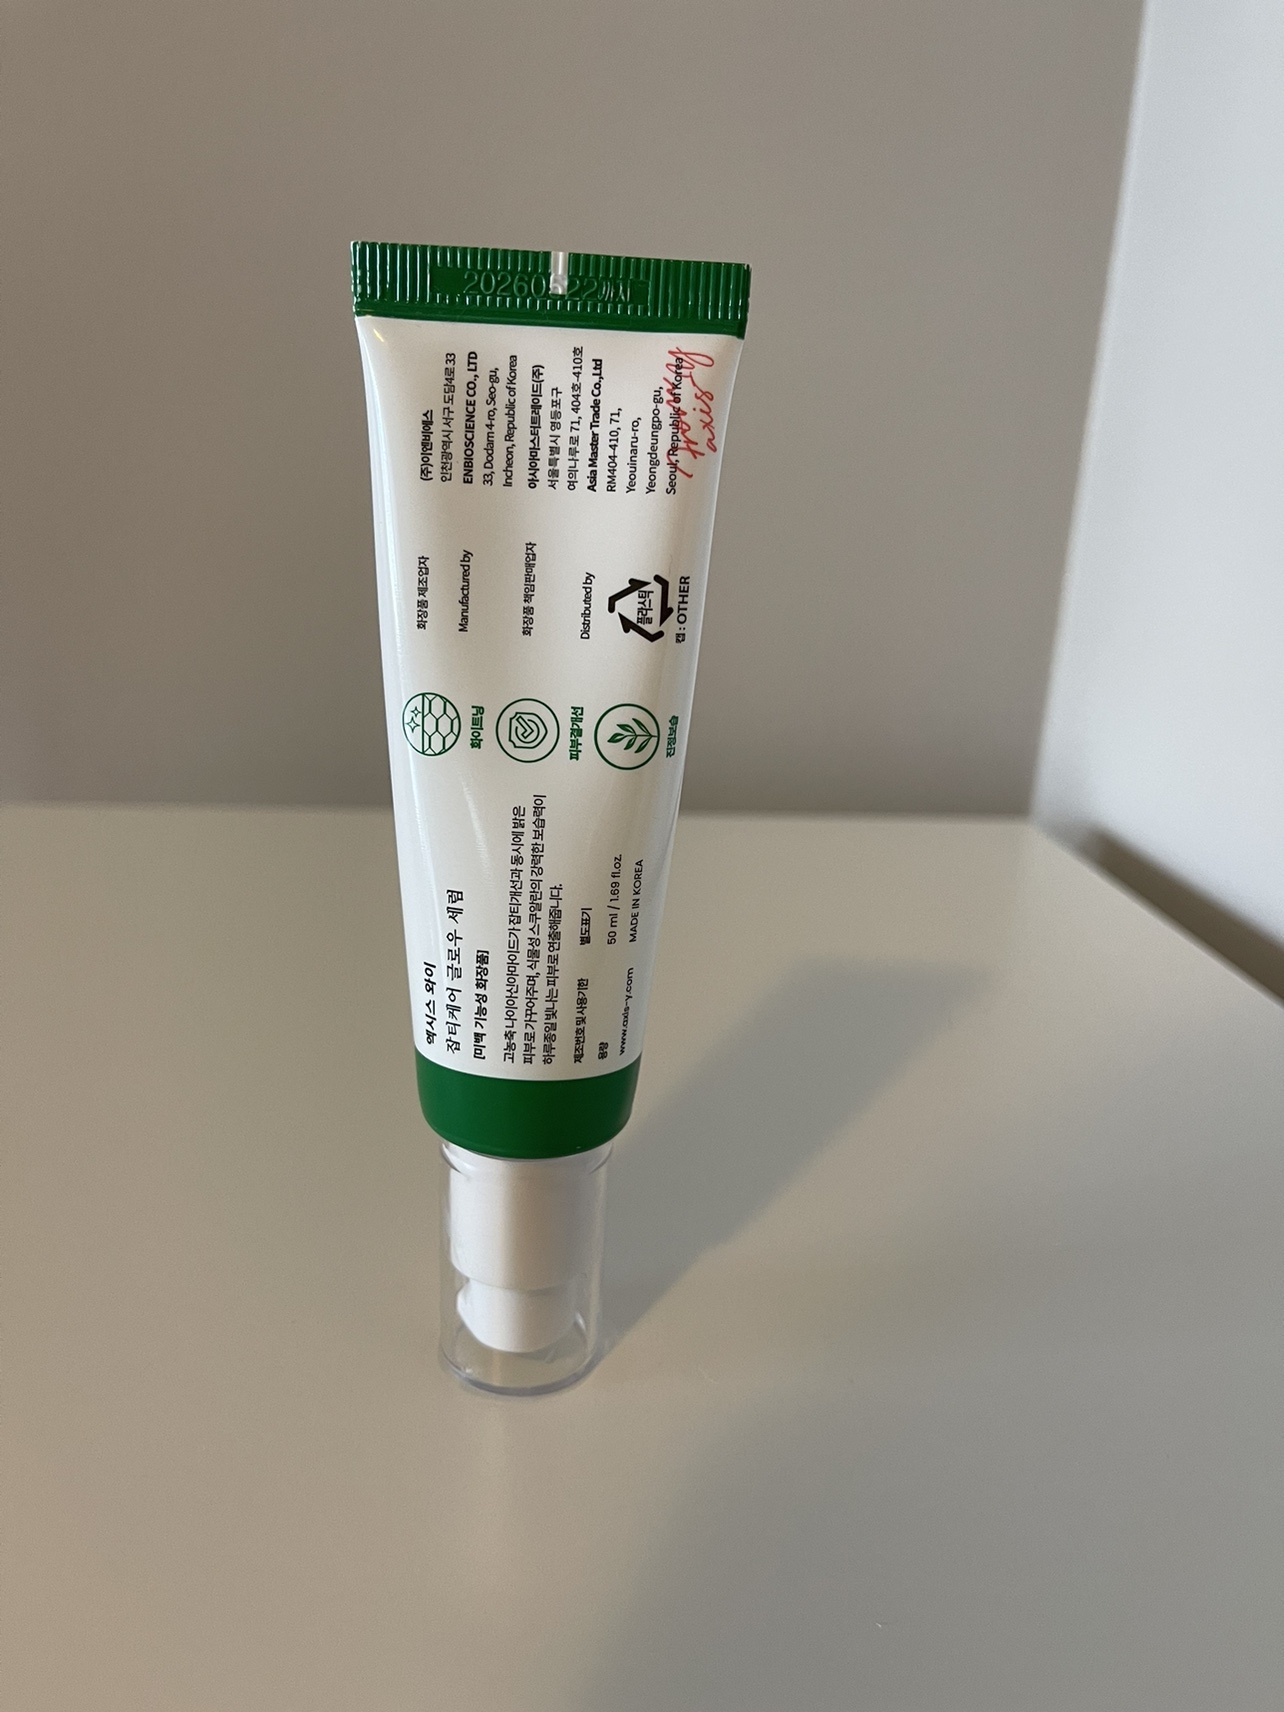 까지
엑시스 와이
잡티케어 글로우 세럼
[미백 기능성 화장품]
고농축 나이아신아마이드가 잡티개선과 동시에 밝은
피부로 가꾸어주며, 식물성 스쿠알란의 강력한 보습력이
하루종일 빛나는 피부로 연출해줍니다.
제조번호 및 사용기한 별도표기
용량 50 ml / 1.69 fl.oz.
www.axis-y.com MADE IN KOREA
화이트닝
피부결개선
진정보습
화장품 제조업자 (주)이엔비에스
인천광역시 서구 도담4로 33
Manufactured by ENBIOSCIENCE CO., LTD
33, Dodam 4-ro, Seo-gu,
Incheon, Republic of Korea
화장품 책임판매업자 아시아마스터트레이드(주)
서울특별시 영등포구
여의나루로 71, 404호-410호
Distributed by Asia Master Trade Co.,Ltd
RM404-410, 71,
Yeouinaru-ro,
Yeongdeungpo-gu,
Seoul, Republic of Korea
플라스틱
캡 : OTHER
axis-y